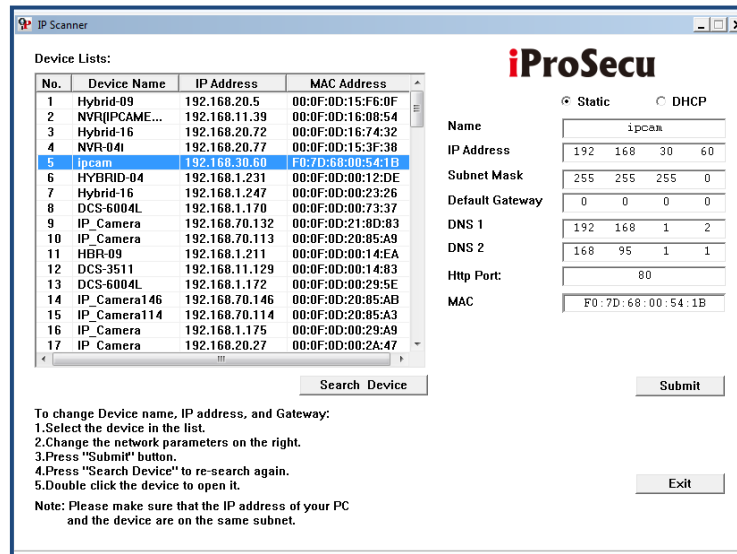 IP Scanner
Device Lists:
iProSecu
No. Device Name IP Address MAC Address
1 Hybrid-09 192.168.20.5 00:0F:0D:15:F6:0F
2 NVR(IPCAME... 192.168.11.39 00:0F:0D:16:08:54
3 Hybrid-16 192.168.20.72 00:0F:0D:16:74:32
4 NVR-04I 192.168.20.77 00:0F:0D:15:3F:38
5 ipcam 192.168.30.60 F0:7D:68:00:54:1B
6 HYBRID-04 192.168.1.231 00:0F:0D:00:12:DE
7 Hybrid-16 192.168.1.247 00:0F:0D:00:23:26
8 DCS-6004L 192.168.1.170 00:0F:0D:00:73:37
9 IP_Camera 192.168.70.132 00:0F:0D:21:8D:83
10 IP_Camera 192.168.70.113 00:0F:0D:20:85:A9
11 HBR-09 192.168.1.211 00:0F:0D:00:14:EA
12 DCS-3511 192.168.11.129 00:0F:0D:00:14:83
13 DCS-6004L 192.168.1.172 00:0F:0D:00:29:5E
14 IP_Camera146 192.168.70.146 00:0F:0D:20:85:AB
15 IP_Camera114 192.168.70.114 00:0F:0D:20:85:A3
16 IP_Camera 192.168.1.175 00:0F:0D:00:29:A9
17 IP_Camera 192.168.20.27 00:0F:0D:00:2A:47
Static DHCP
Name ipcam
IP Address 192 168 30 60
Subnet Mask 255 255 255 0
Default Gateway 0 0 0 0
DNS 1 192 168 1 2
DNS 2 168 95 1 1
Http Port: 80
MAC F0:7D:68:00:54:1B
Search Device
Submit
To change Device name, IP address, and Gateway:
1.Select the device in the list.
2.Change the network parameters on the right.
3.Press "Submit" button.
4.Press "Search Device" to re-search again.
5.Double click the device to open it.
Exit
Note: Please make sure that the IP address of your PC
and the device are on the same subnet.